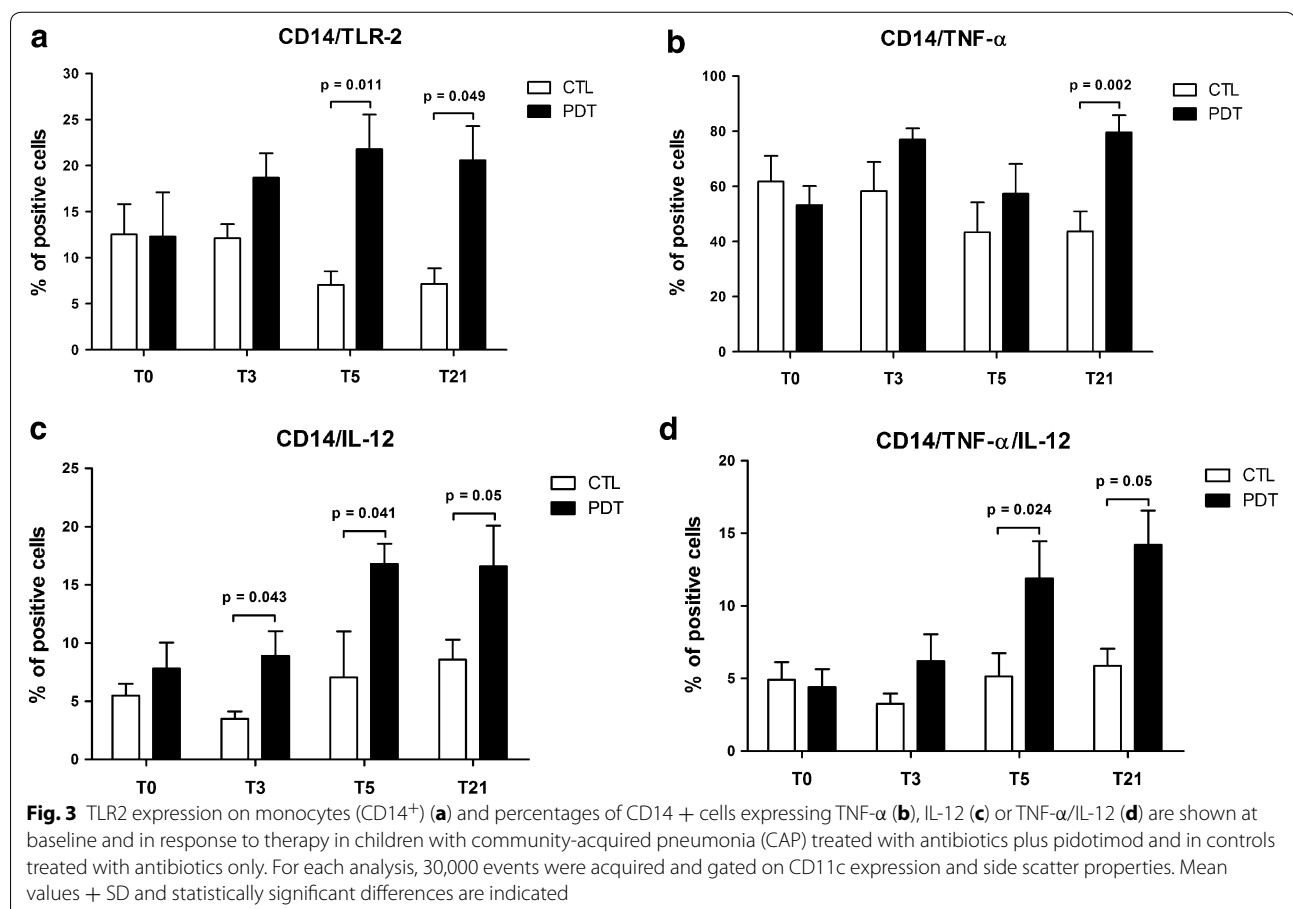 a
CD14/TLR-2
% of positive cells
30
25
20
15
10
5
0
p = 0.011
p = 0.049
CTL
PDT
T0 T3 T5 T21
b
CD14/TNF-α
% of positive cells
100
80
60
40
20
0
p = 0.002
CTL
PDT
T0 T3 T5 T21
c
CD14/IL-12
% of positive cells
25
20
15
10
5
0
p = 0.043
p = 0.041
p = 0.05
CTL
PDT
T0 T3 T5 T21
d
CD14/TNF-α/IL-12
% of positive cells
20
15
10
5
0
p = 0.024
p = 0.05
CTL
PDT
T0 T3 T5 T21
Fig. 3 TLR2 expression on monocytes (CD14+) (a) and percentages of CD14 + cells expressing TNF-α (b), IL-12 (c) or TNF-α/IL-12 (d) are shown at
baseline and in response to therapy in children with community-acquired pneumonia (CAP) treated with antibiotics plus pidotimod and in controls
treated with antibiotics only. For each analysis, 30,000 events were acquired and gated on CD11c expression and side scatter properties. Mean
values + SD and statistically significant differences are indicated